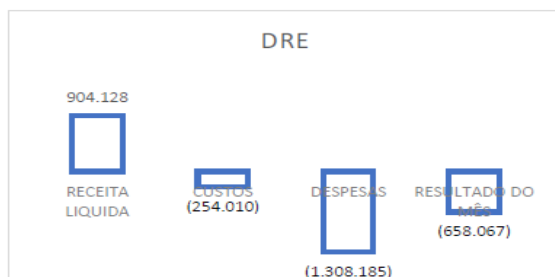 DRE
904.128
RECEITA
LIQUIDA
CUSTOS
(254.010)
DESPESAS
(1.308.185)
RESULTADO DO
MÊS
(658.067)